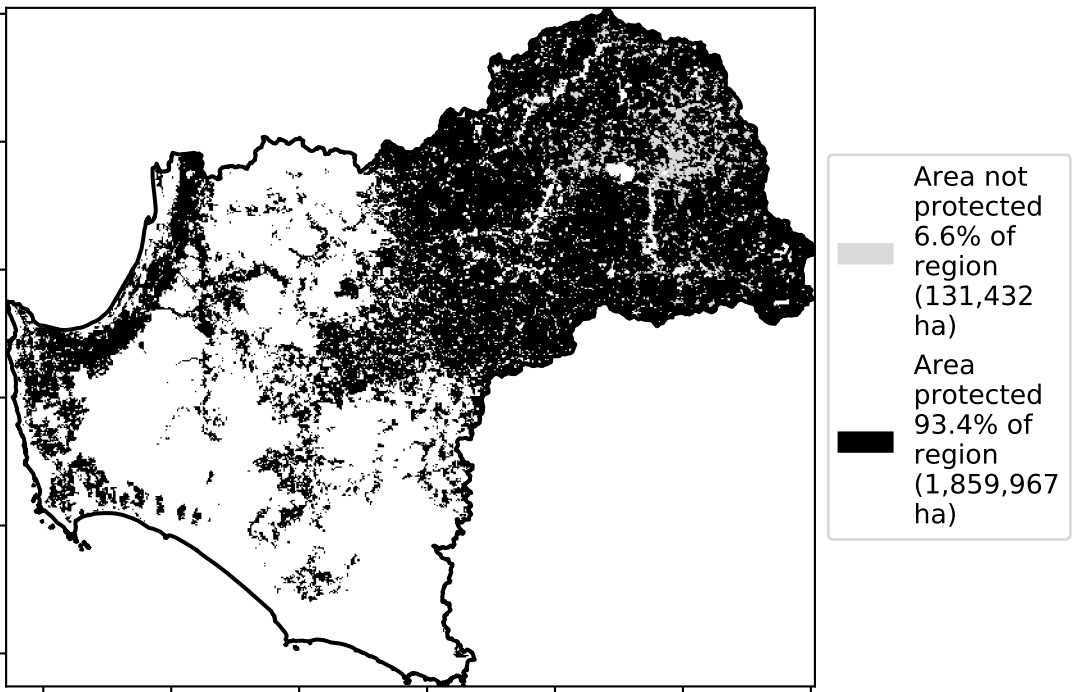 Area not
protected
6.6% of
region
(131,432
ha)
Area
protected
93.4% of
region
(1,859,967
ha)